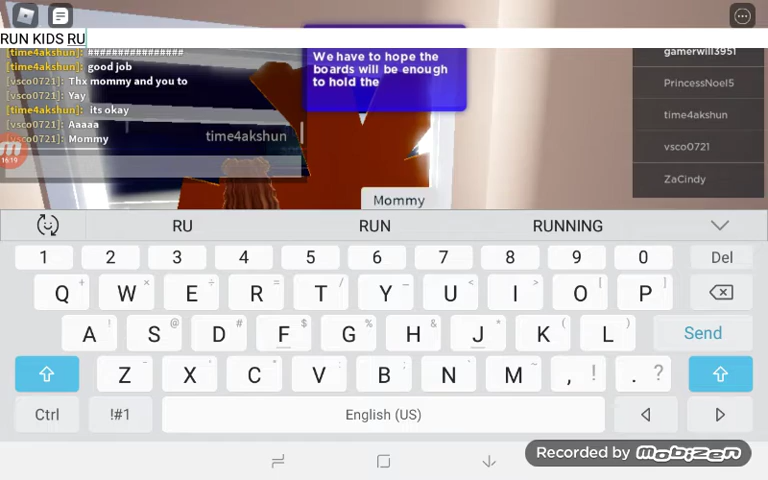 RUN KIDS RU
[time4akshun]: ################
[time4akshun]: good job
[vsco0721]: Thx mommy and you to
[vsco0721]: Yay
[time4akshun]: its okay
[vsco0721]: Aaaaa
[vsco0721]: Mommy
16:19
time4akshun
We have to hope the
boards will be enough
to hold the
Mommy
gamerwill3951
PrincessNoel5
time4akshun
vsco0721
ZaCindy
RU RUN RUNNING
1 2 3 4 5 6 7 8 9 0 Del
Q + W × E ÷ R = T / Y _ U < I > O [ P ]
A ! S @ D # F $ G % H & J * K ( L ) Send
Z - X ' C " V : B ; N , M ~ , ! . ?
Ctrl !#1 English (US)
Recorded by mobizen